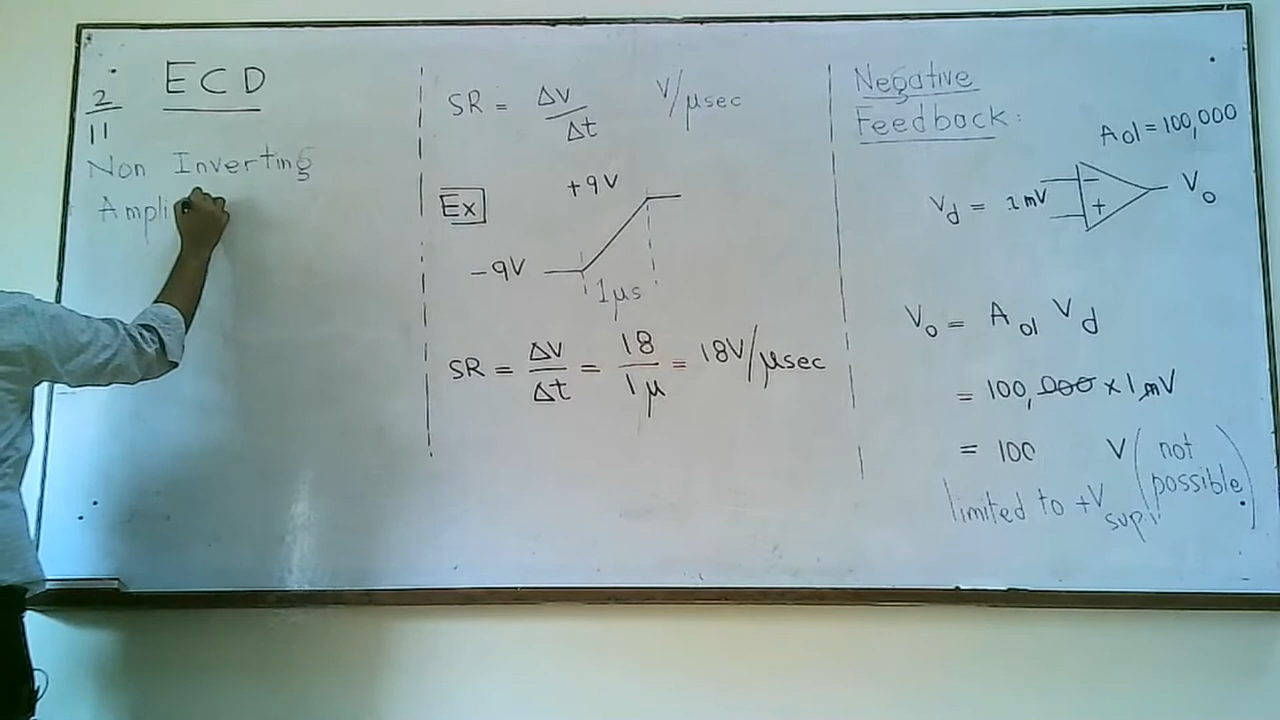 ECD
2
11
Non Inverting
Ampli
SR = ΔV / Δt V/μsec
Ex
+9V
-9V
1μs
SR = ΔV/Δt = 18/1μ = 18V/μsec
Negative
Feedback:
Aol = 100,000
Vd = 1mV
- 
+
Vo
Vo = Aol Vd
= 100,000 × 1mV
= 100 V (not possible)
limited to +Vsup